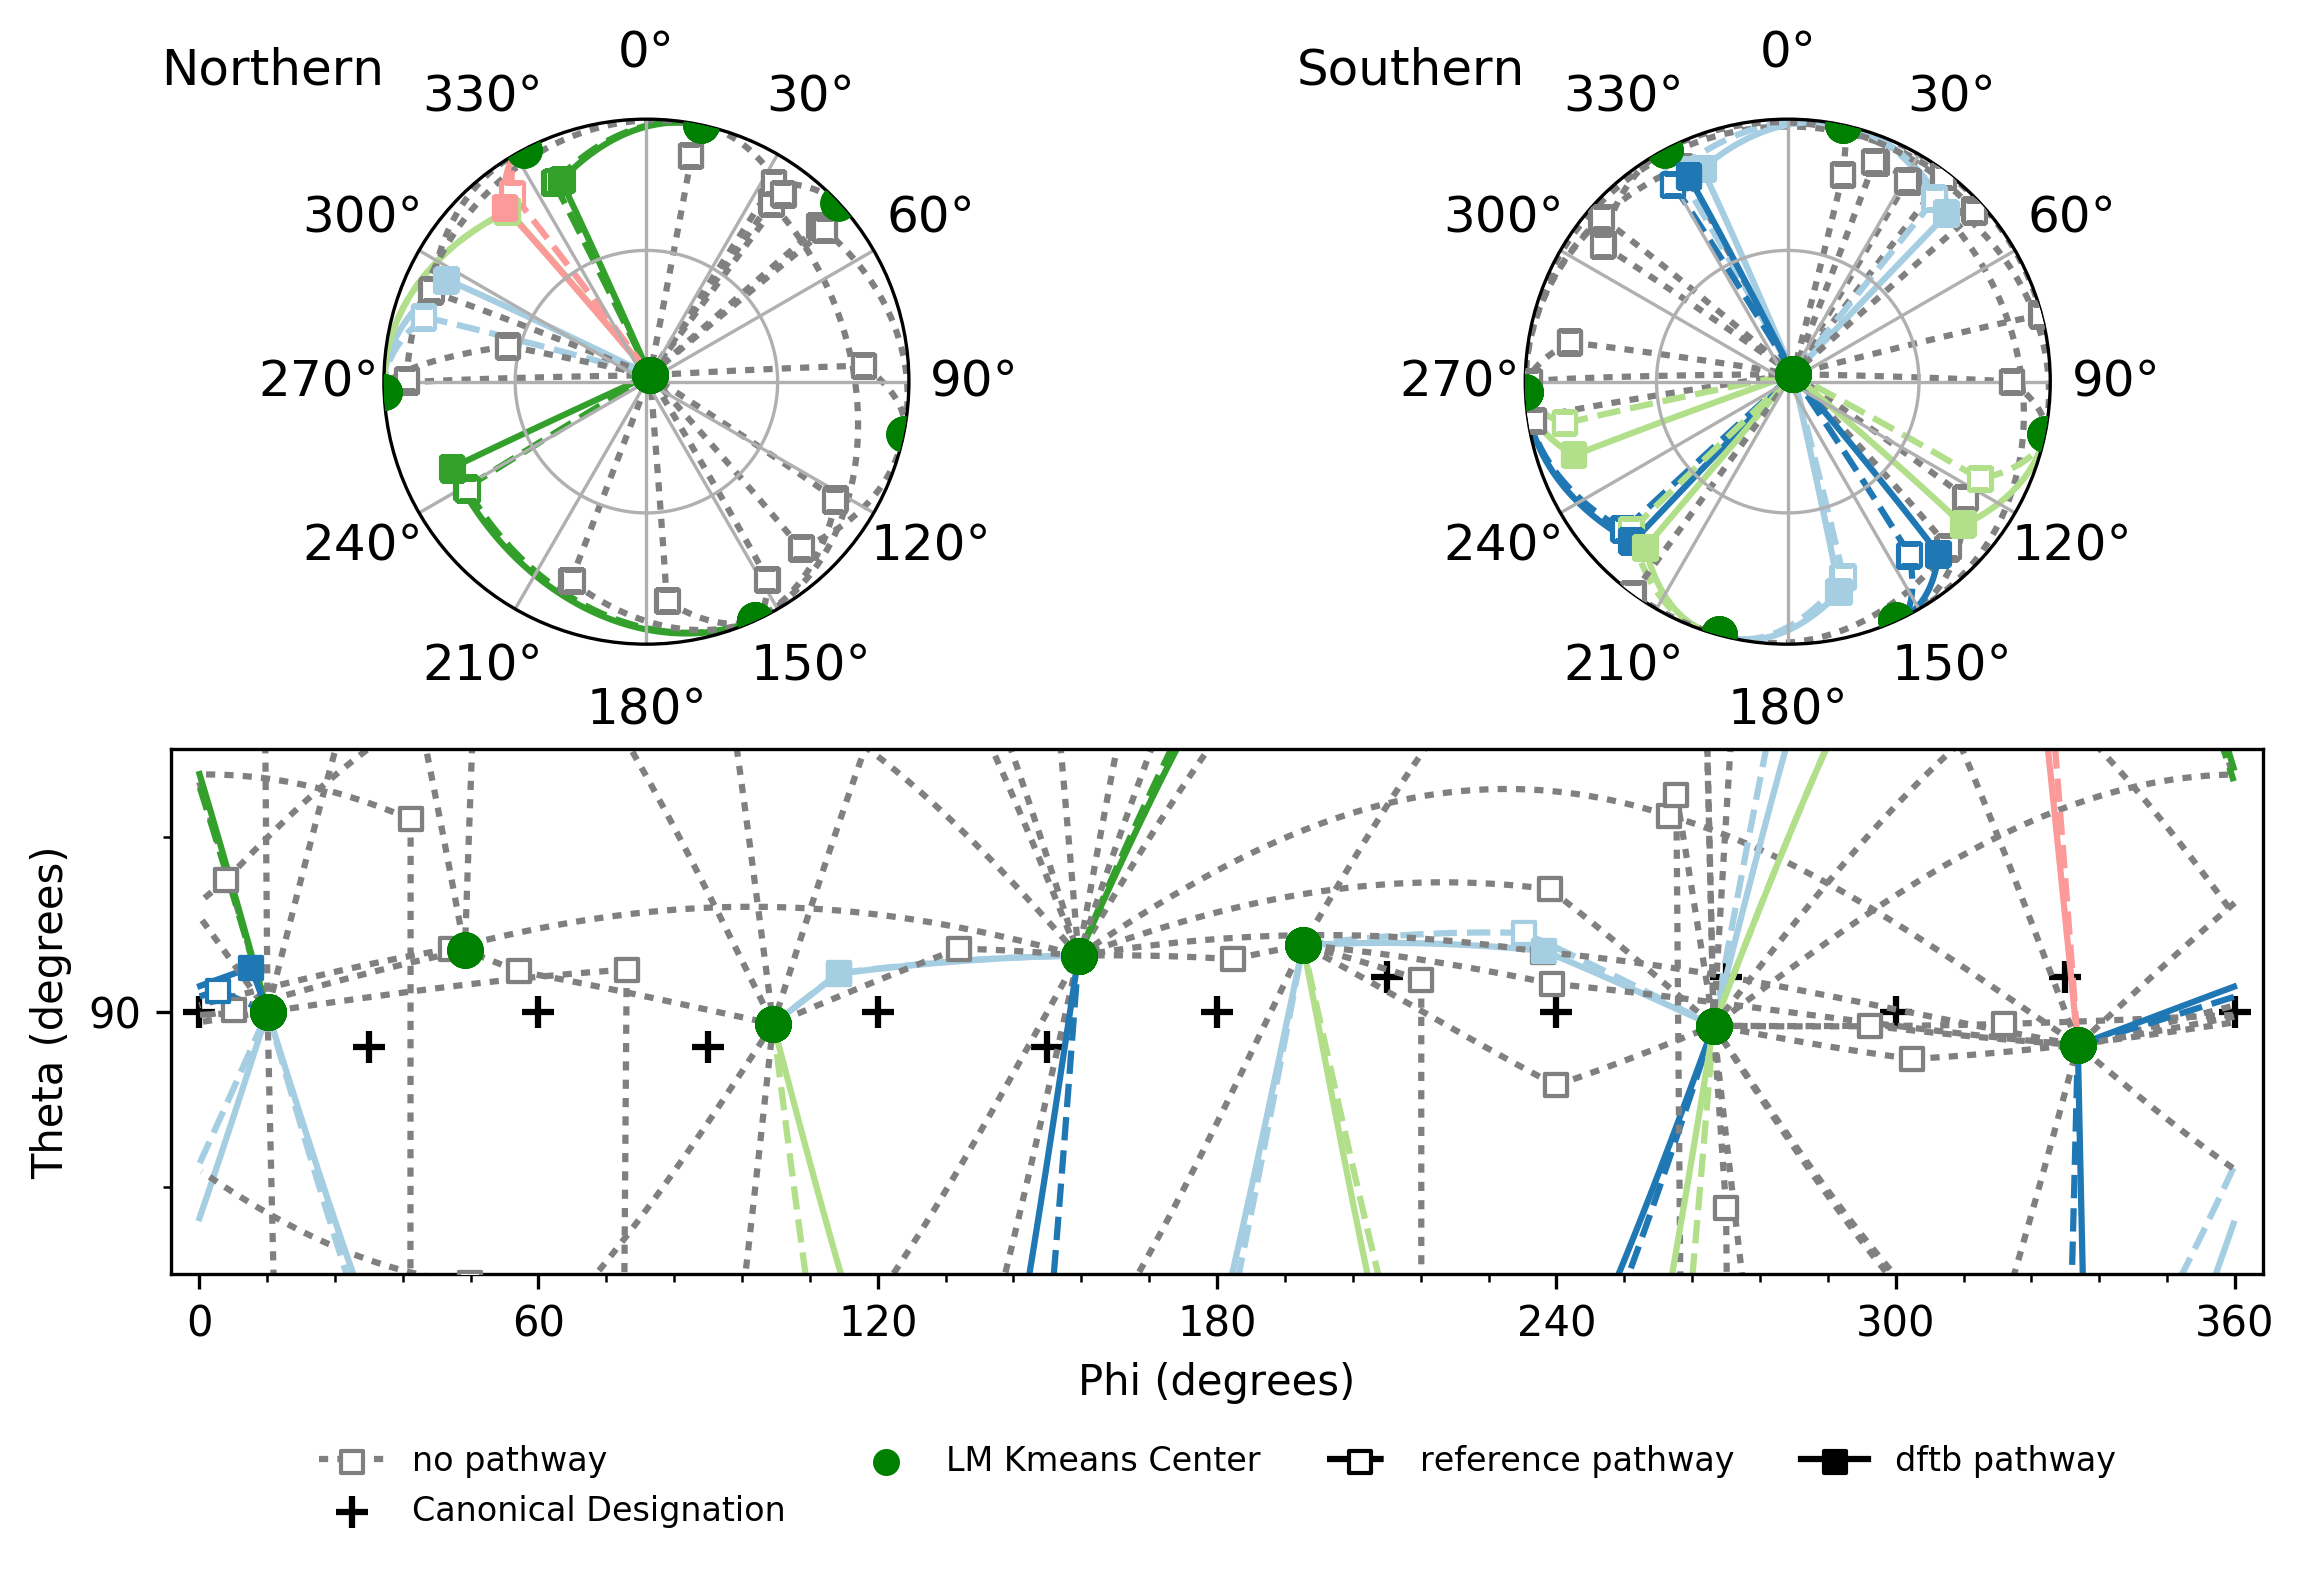 Northern
0°
30°
60°
90°
120°
150°
180°
210°
240°
270°
300°
330°
Southern
0°
30°
60°
90°
120°
150°
180°
210°
240°
270°
300°
330°
Theta (degrees)
90
0 60 120 180 240 300 360
Phi (degrees)
no pathway
Canonical Designation
LM Kmeans Center
reference pathway
dftb pathway